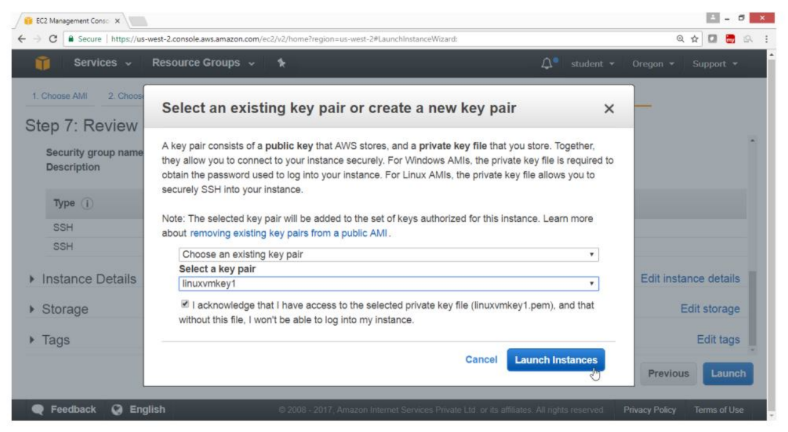 EC2 Management Consc
Secure | https://us-west-2.console.aws.amazon.com/ec2/v2/home?region=us-west-2#LaunchInstanceWizard:
Services Resource Groups student Oregon Support
1. Choose AMI 2. Choose
Step 7: Review
Security group name
Description
Type
SSH
SSH
Instance Details Edit instance details
Storage Edit storage
Tags Edit tags
Previous Launch
Select an existing key pair or create a new key pair
A key pair consists of a public key that AWS stores, and a private key file that you store. Together,
they allow you to connect to your instance securely. For Windows AMIs, the private key file is required to
obtain the password used to log into your instance. For Linux AMIs, the private key file allows you to
securely SSH into your instance.
Note: The selected key pair will be added to the set of keys authorized for this instance. Learn more
about removing existing key pairs from a public AMI.
Choose an existing key pair
Select a key pair
linuxvmkey1
I acknowledge that I have access to the selected private key file (linuxvmkey1.pem), and that
without this file, I won't be able to log into my instance.
Cancel Launch Instances
Feedback English © 2008 - 2017, Amazon Internet Services Private Ltd. or its affiliates. All rights reserved. Privacy Policy Terms of Use